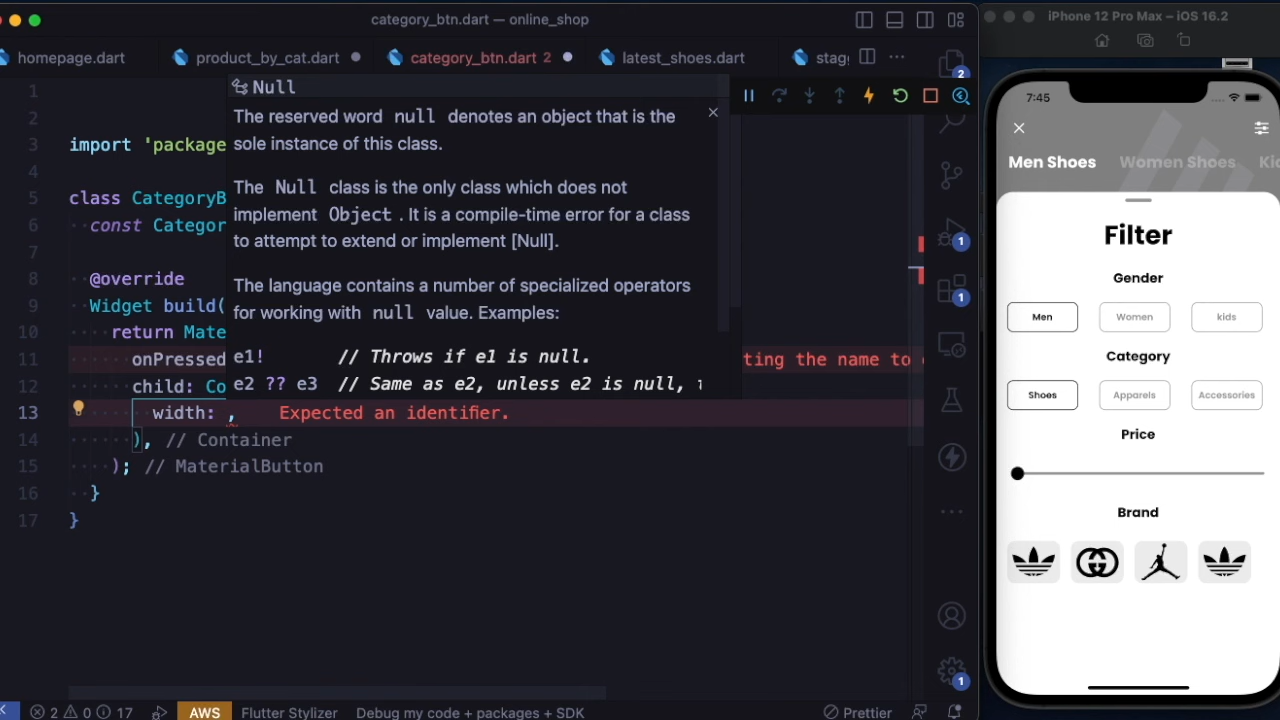 category_btn.dart — online_shop
homepage.dart
product_by_cat.dart
category_btn.dart 2
latest_shoes.dart
stagg
2
1
2
3 import 'package
4
5 class CategoryB
6 const Categor
7
8 @override
9 Widget build(
10 return Mate
11 onPressed
ting the name to
12 child: Co
13 width: , Expected an identifier.
14 ), // Container
15 ); // MaterialButton
16 }
17 }
Null
The reserved word null denotes an object that is the
sole instance of this class.
The Null class is the only class which does not
implement Object . It is a compile-time error for a class
to attempt to extend or implement [Null].
The language contains a number of specialized operators
for working with null value. Examples:
e1! // Throws if e1 is null.
e2 ?? e3 // Same as e2, unless e2 is null,
1
1
1
2 0 17
AWS
Flutter Stylizer
Debug my code + packages + SDK
Prettier
iPhone 12 Pro Max – iOS 16.2
7:45
Men Shoes Women Shoes Kid
Filter
Gender
Men Women kids
Category
Shoes Apparels Accessories
Price
Brand